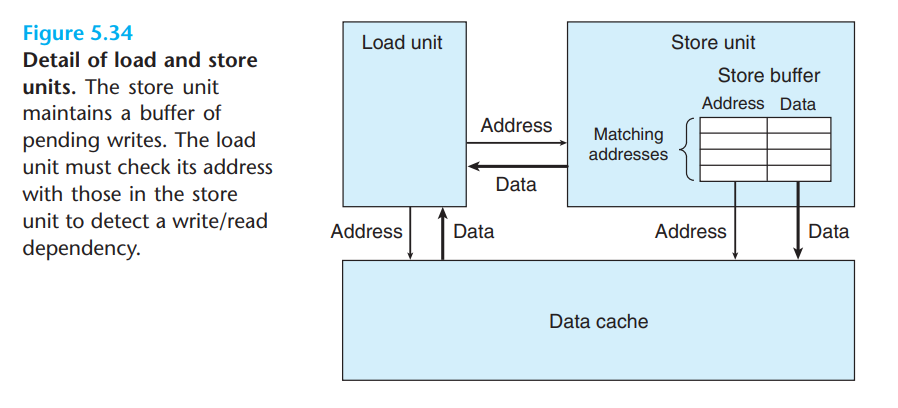 Figure 5.34
Detail of load and store
units. The store unit
maintains a buffer of
pending writes. The load
unit must check its address
with those in the store
unit to detect a write/read
dependency.
Load unit
Store unit
Store buffer
Address Data
Matching
addresses
Address
Data
Address
Data
Address
Data
Data cache